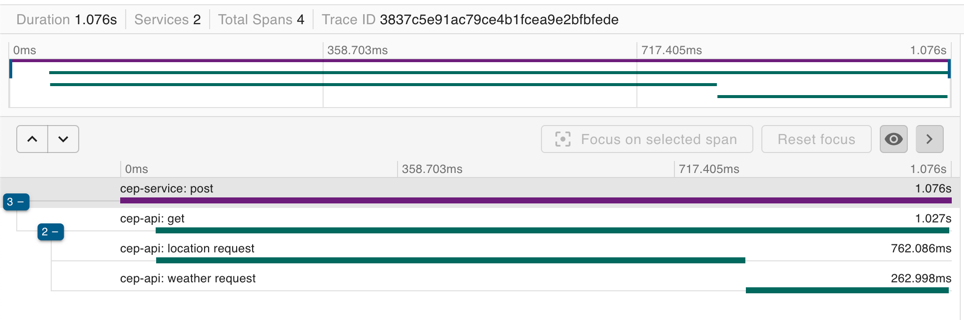 Duration 1.076s Services 2 Total Spans 4 Trace ID 3837c5e91ac79ce4b1fcea9e2bfbfede
0ms 358.703ms 717.405ms 1.076s
Focus on selected span Reset focus
0ms 358.703ms 717.405ms 1.076s
cep-service: post 1.076s
3 −
cep-api: get 1.027s
2 −
cep-api: location request 762.086ms
cep-api: weather request 262.998ms